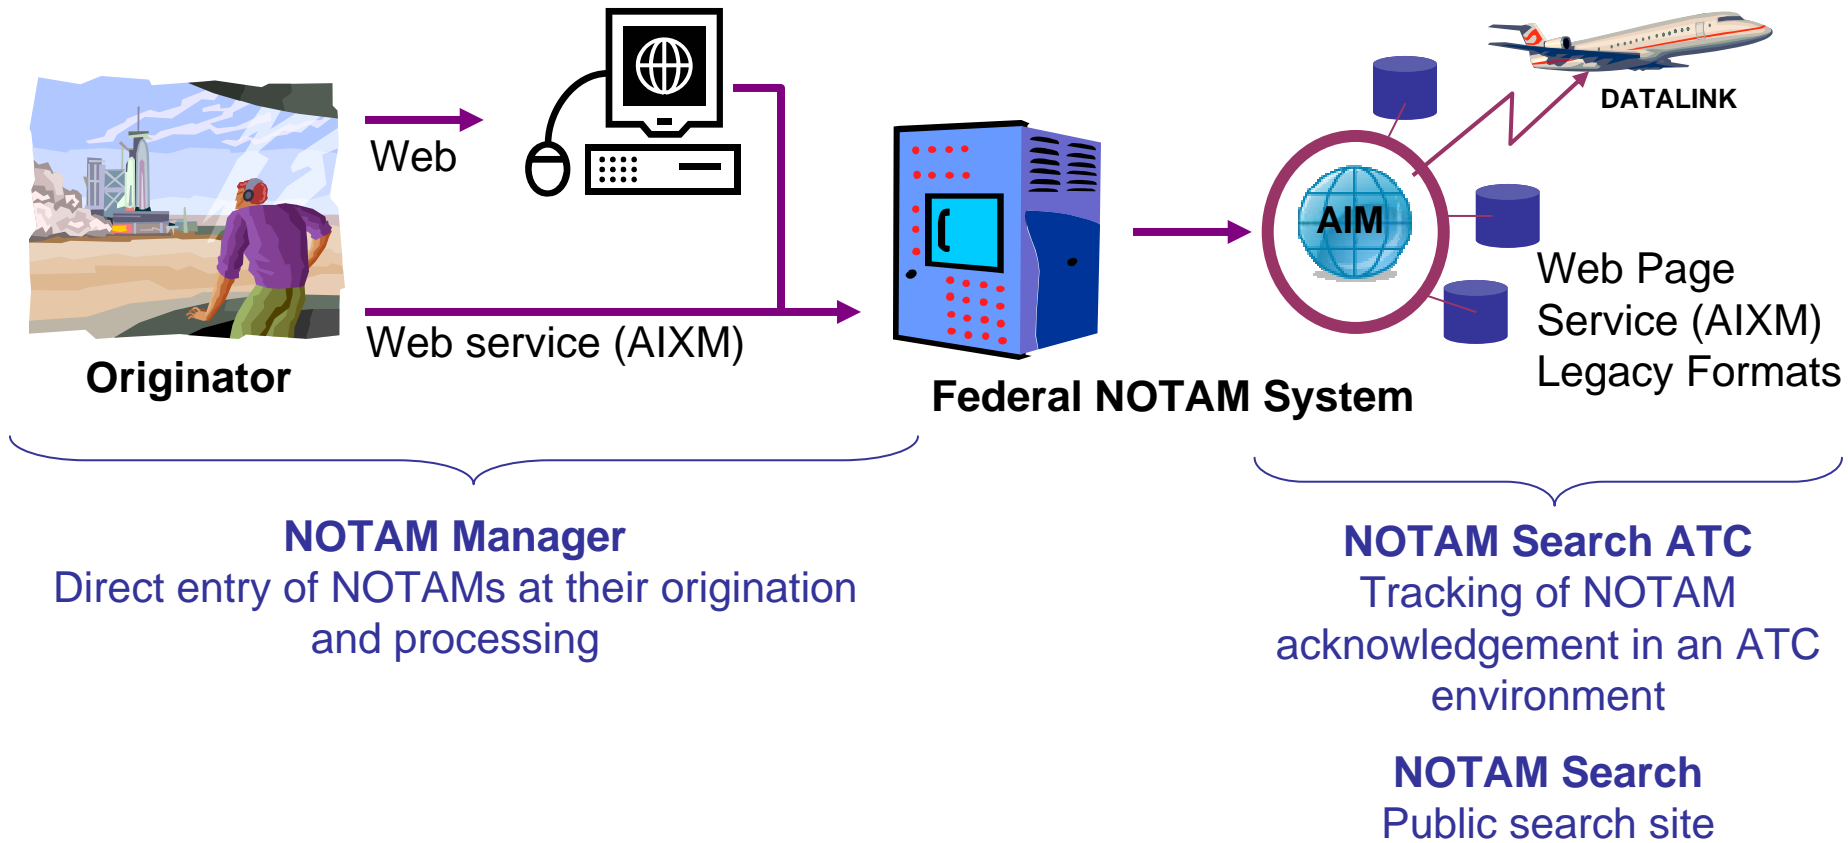 DATALINK
Web
AIM
Web service (AIXM)
Web Page
Service (AIXM)
Legacy Formats
Originator
Federal NOTAM System
NOTAM Manager
Direct entry of NOTAMs at their origination
and processing
NOTAM Search ATC
Tracking of NOTAM
acknowledgement in an ATC
environment
NOTAM Search
Public search site